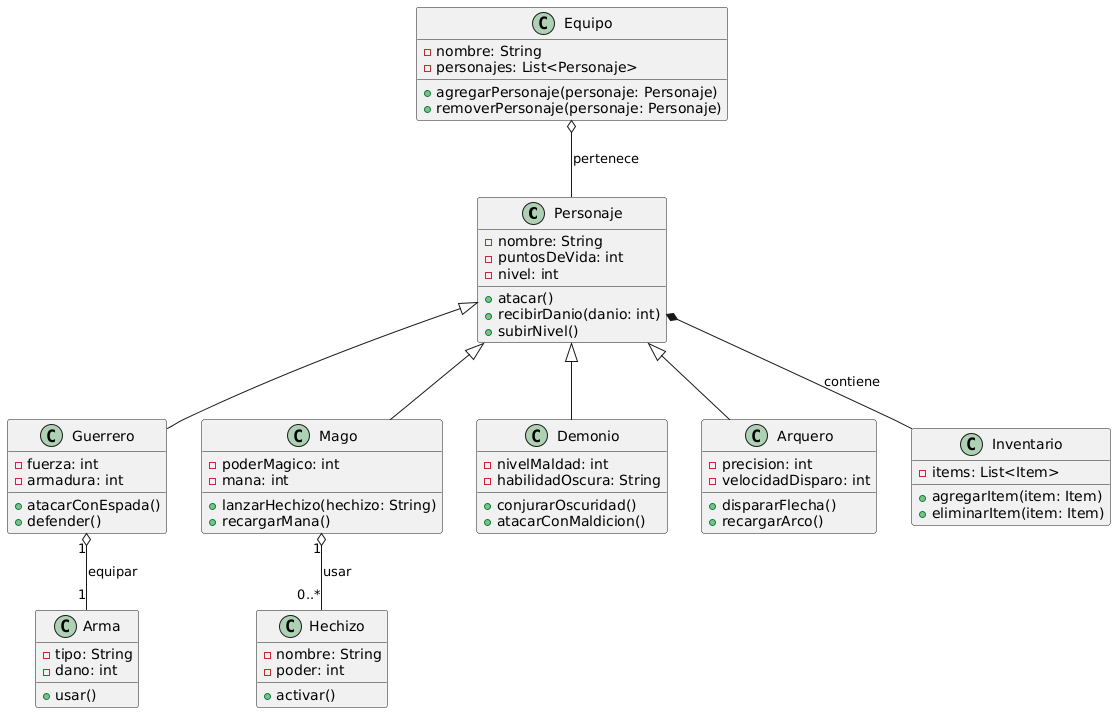 C Equipo
nombre: String
personajes: List<Personaje>
agregarPersonaje(personaje: Personaje)
removerPersonaje(personaje: Personaje)
pertenece
C Personaje
nombre: String
puntosDeVida: int
nivel: int
atacar()
recibirDanio(danio: int)
subirNivel()
contiene
C Guerrero
fuerza: int
armadura: int
atacarConEspada()
defender()
C Mago
poderMagico: int
mana: int
lanzarHechizo(hechizo: String)
recargarMana()
C Demonio
nivelMaldad: int
habilidadOscura: String
conjurarOscuridad()
atacarConMaldicion()
C Arquero
precision: int
velocidadDisparo: int
dispararFlecha()
recargarArco()
C Inventario
items: List<Item>
agregarItem(item: Item)
eliminarItem(item: Item)
1
equipar
1
1
usar
0..*
C Arma
tipo: String
dano: int
usar()
C Hechizo
nombre: String
poder: int
activar()